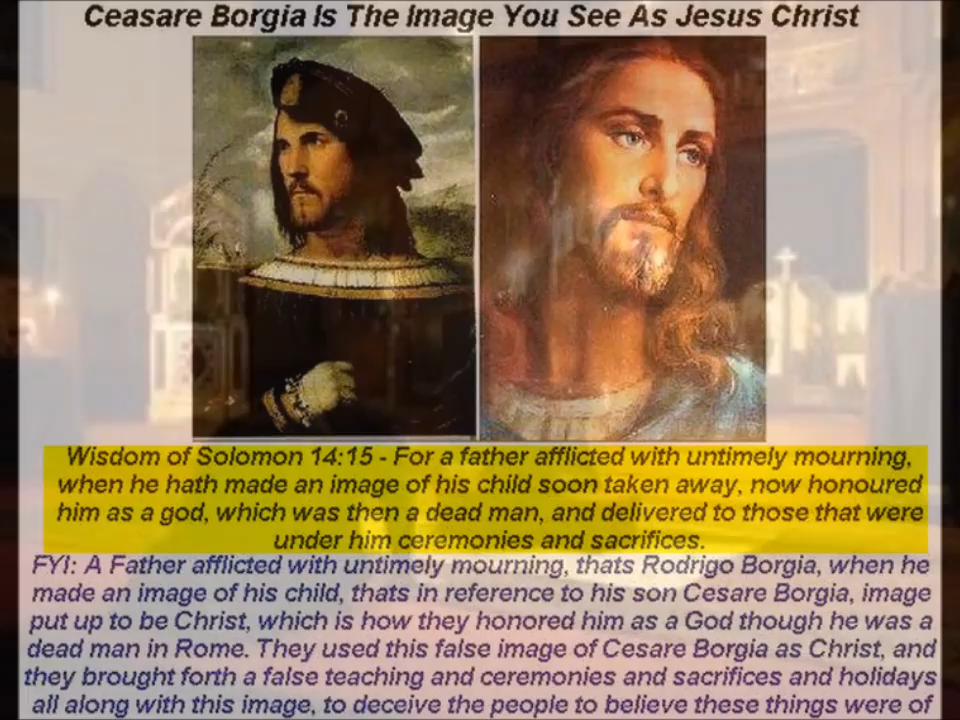 Ceasare Borgia Is The Image You See As Jesus Christ
Wisdom of Solomon 14:15 - For a father afflicted with untimely mourning,
when he hath made an image of his child soon taken away, now honoured
him as a god, which was then a dead man, and delivered to those that were
under him ceremonies and sacrifices.
FYI: A Father afflicted with untimely mourning, thats Rodrigo Borgia, when he
made an image of his child, thats in reference to his son Cesare Borgia, image
put up to be Christ, which is how they honored him as a God though he was a
dead man in Rome. They used this false image of Cesare Borgia as Christ, and
they brought forth a false teaching and ceremonies and sacrifices and holidays
all along with this image, to deceive the people to believe these things were of